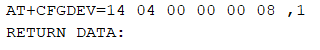 AT+CFGDEV=14 04 00 00 00 08 ,1
RETURN DATA: